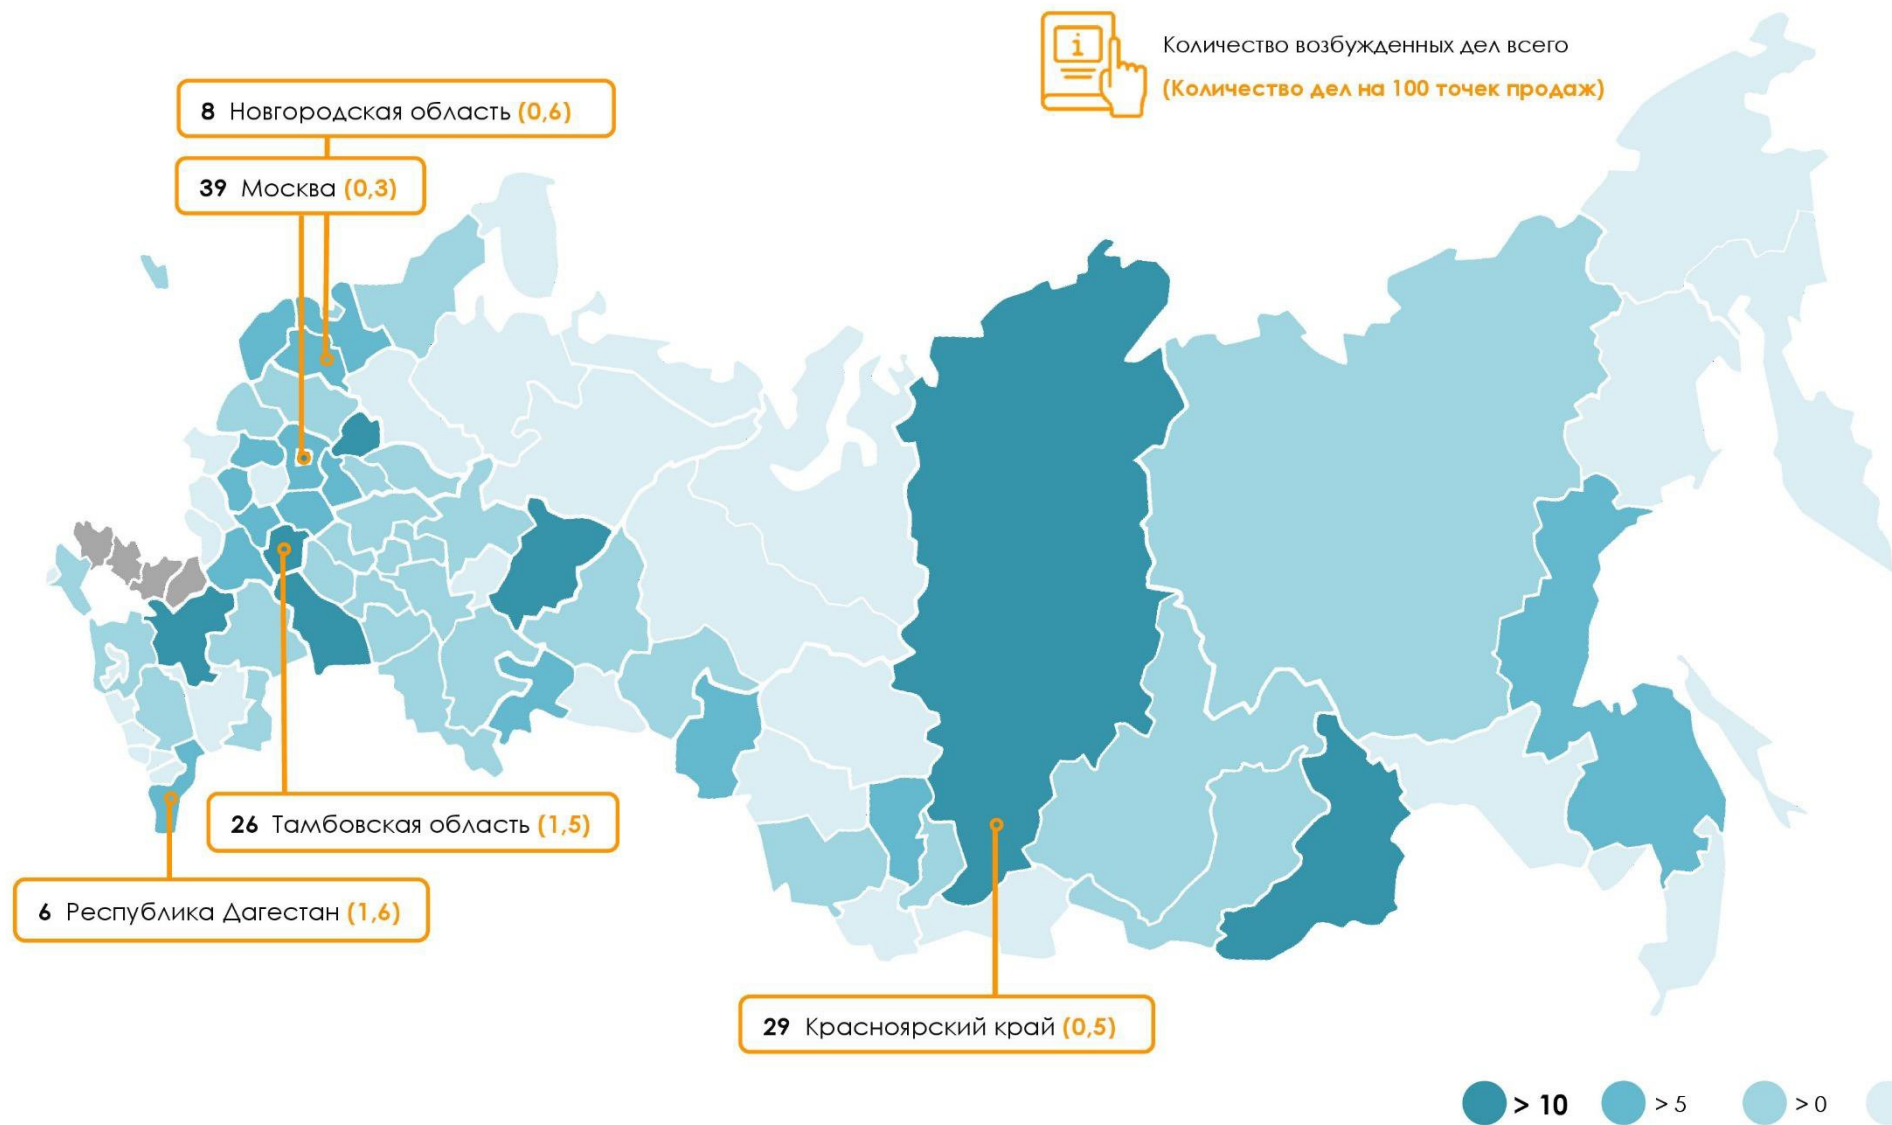 i
Количество возбужденных дел всего
(Количество дел на 100 точек продаж)
8 Новгородская область (0,6)
39 Москва (0,3)
26 Тамбовская область (1,5)
6 Республика Дагестан (1,6)
29 Красноярский край (0,5)
> 10 > 5 > 0